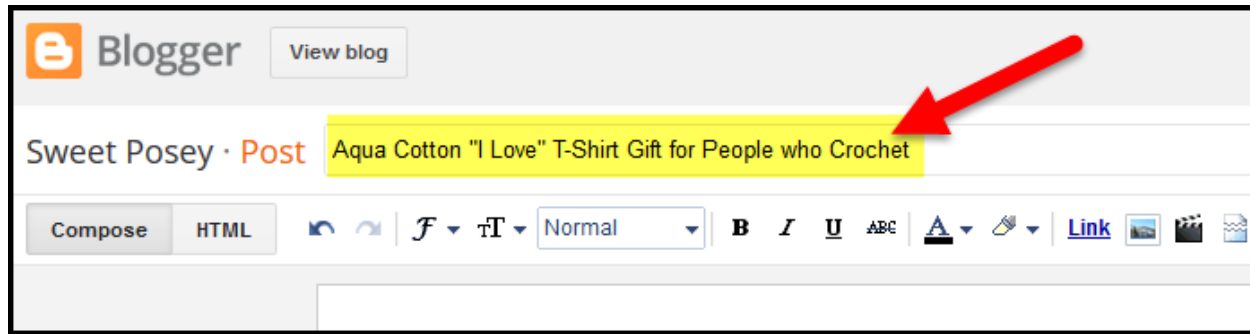 Blogger View blog
Sweet Posey · Post Aqua Cotton "I Love" T-Shirt Gift for People who Crochet
Compose HTML F TT Normal B I U ABC A Link